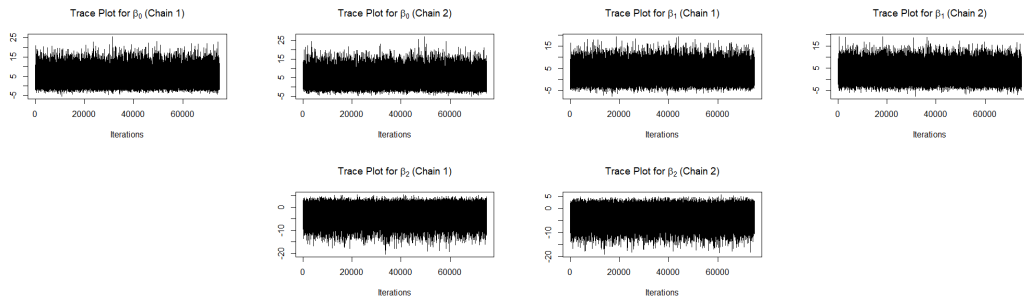 Trace Plot for β0 (Chain 1)
-5 5 15 25
0 20000 40000 60000
Iterations
Trace Plot for β0 (Chain 2)
-5 5 15 25
0 20000 40000 60000
Iterations
Trace Plot for β1 (Chain 1)
-5 5 15
0 20000 40000 60000
Iterations
Trace Plot for β1 (Chain 2)
-5 5 15
0 20000 40000 60000
Iterations
Trace Plot for β2 (Chain 1)
-20 -10 0
0 20000 40000 60000
Iterations
Trace Plot for β2 (Chain 2)
-20 -10 0 5
0 20000 40000 60000
Iterations